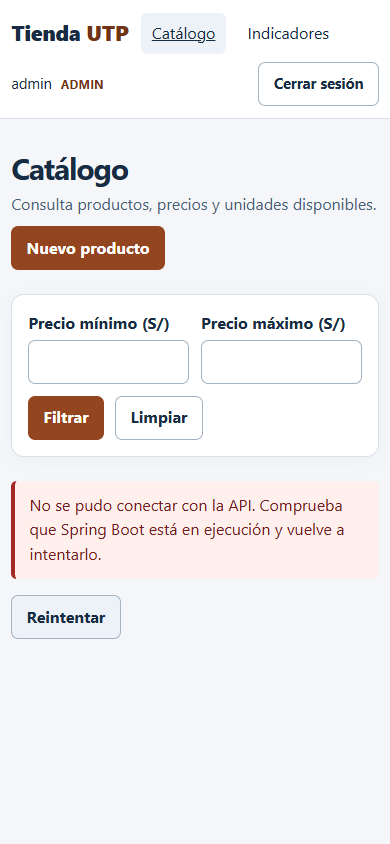 Tienda UTP
Catálogo
Indicadores
admin ADMIN
Cerrar sesión
Catálogo
Consulta productos, precios y unidades disponibles.
Nuevo producto
Precio mínimo (S/)
Precio máximo (S/)
Filtrar
Limpiar
No se pudo conectar con la API. Comprueba
que Spring Boot está en ejecución y vuelve a
intentarlo.
Reintentar